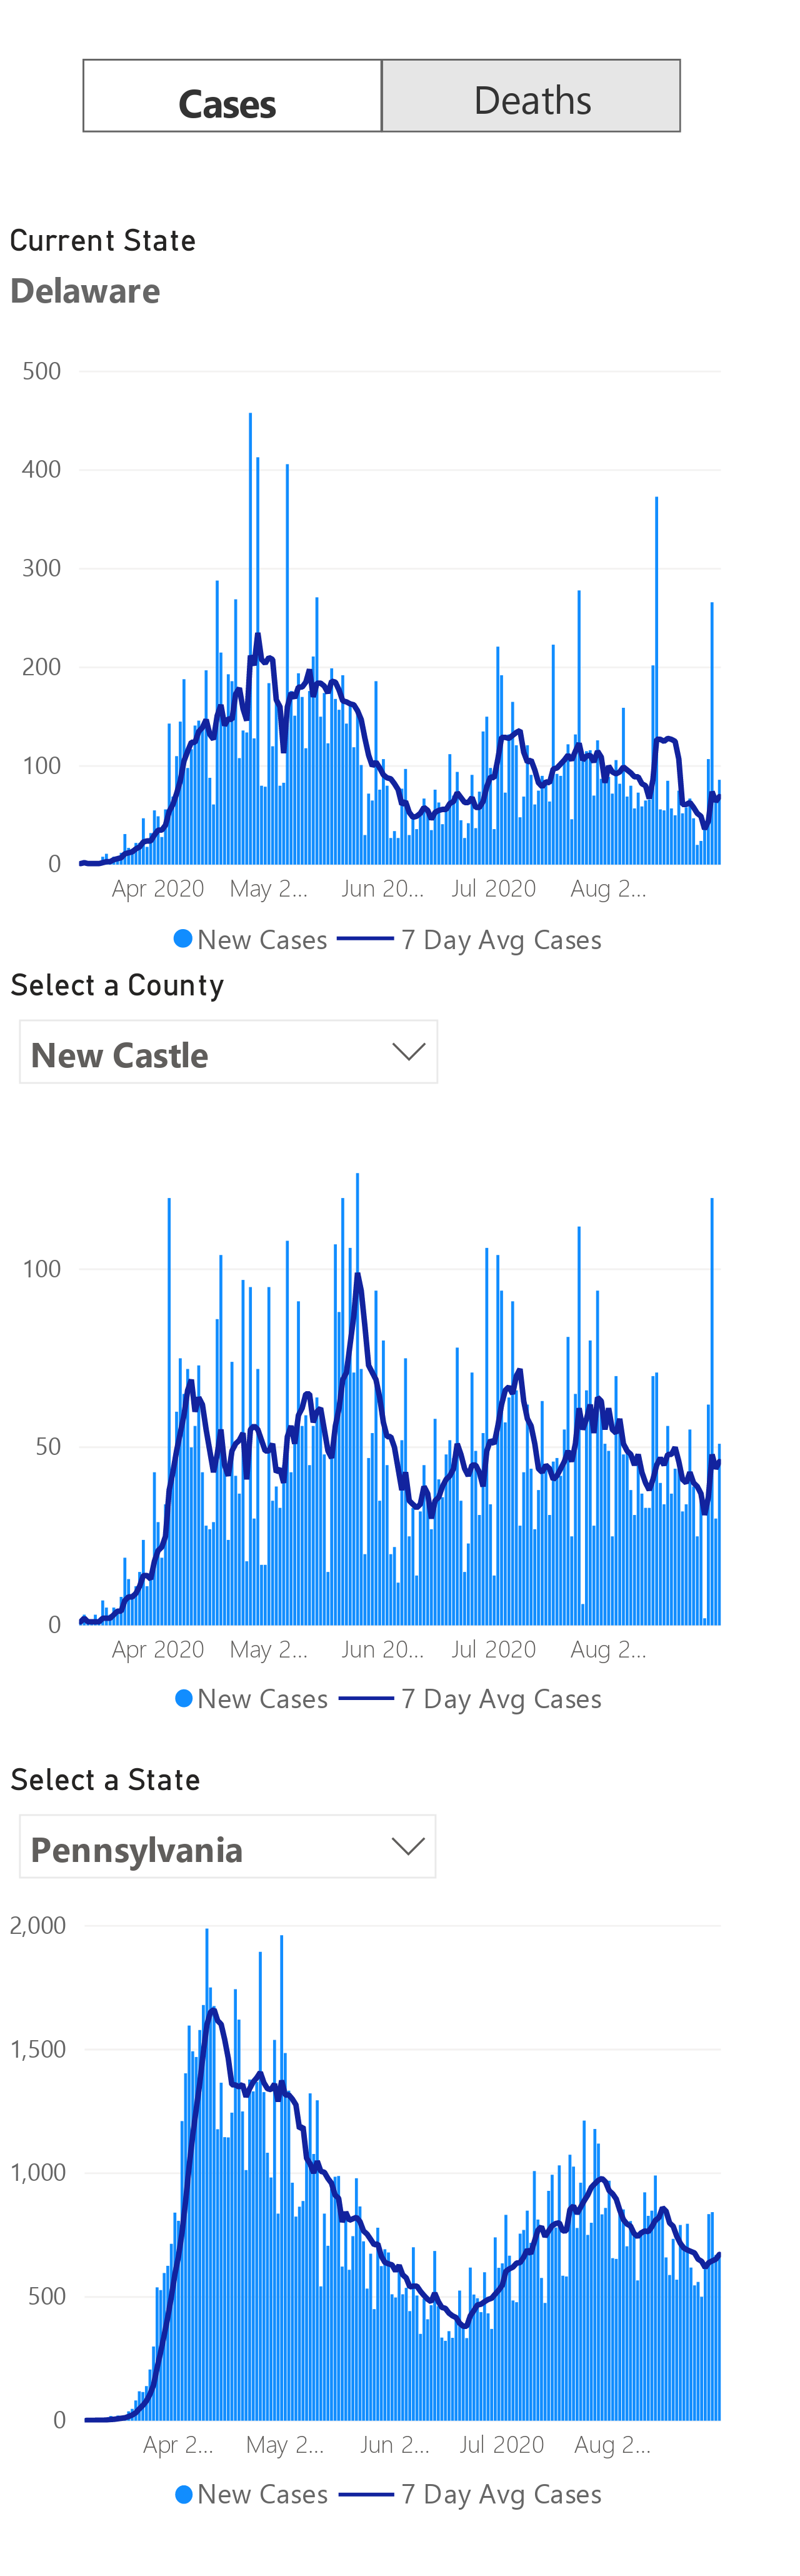 Cases Deaths
Current State
Delaware
500
400
300
200
100
0
Apr 2020 May 2... Jun 20... Jul 2020 Aug 2...
New Cases 7 Day Avg Cases
Select a County
New Castle
100
50
0
Apr 2020 May 2... Jun 20... Jul 2020 Aug 2...
New Cases 7 Day Avg Cases
Select a State
Pennsylvania
2,000
1,500
1,000
500
0
Apr 2... May 2... Jun 2... Jul 2020 Aug 2...
New Cases 7 Day Avg Cases